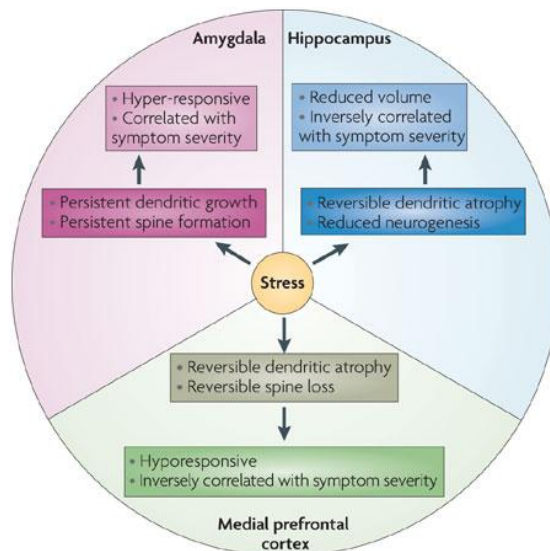 Amygdala
Hippocampus
• Hyper-responsive
• Correlated with
symptom severity
• Reduced volume
• Inversely correlated
with symptom severity
• Persistent dendritic growth
• Persistent spine formation
• Reversible dendritic atrophy
• Reduced neurogenesis
Stress
• Reversible dendritic atrophy
• Reversible spine loss
• Hyporesponsive
• Inversely correlated with symptom severity
Medial prefrontal
cortex